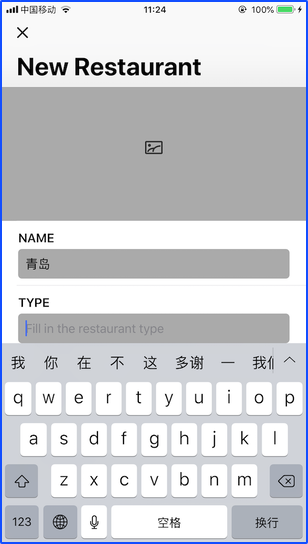 中国移动 11:24 100%
New Restaurant
NAME
青岛
TYPE
Fill in the restaurant type
我 你 在 不 这 多谢 一 我们
q w e r t y u i o p
a s d f g h j k l
z x c v b n m
123 空格 换行